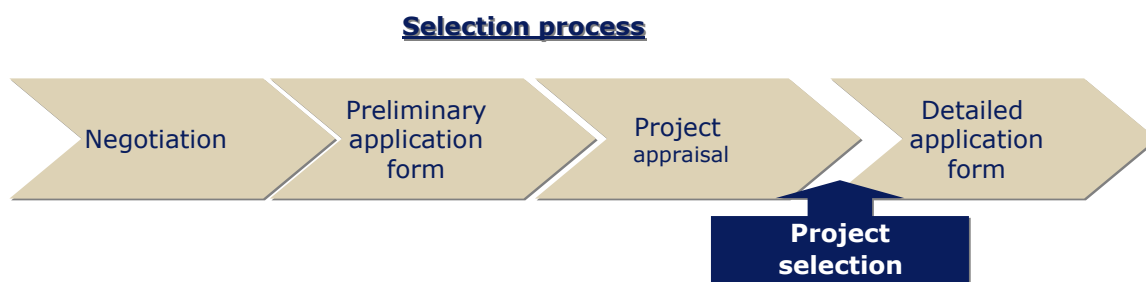 Selection process
Negotiation
Preliminary
application
form
Project
appraisal
Detailed
application
form
Project
selection